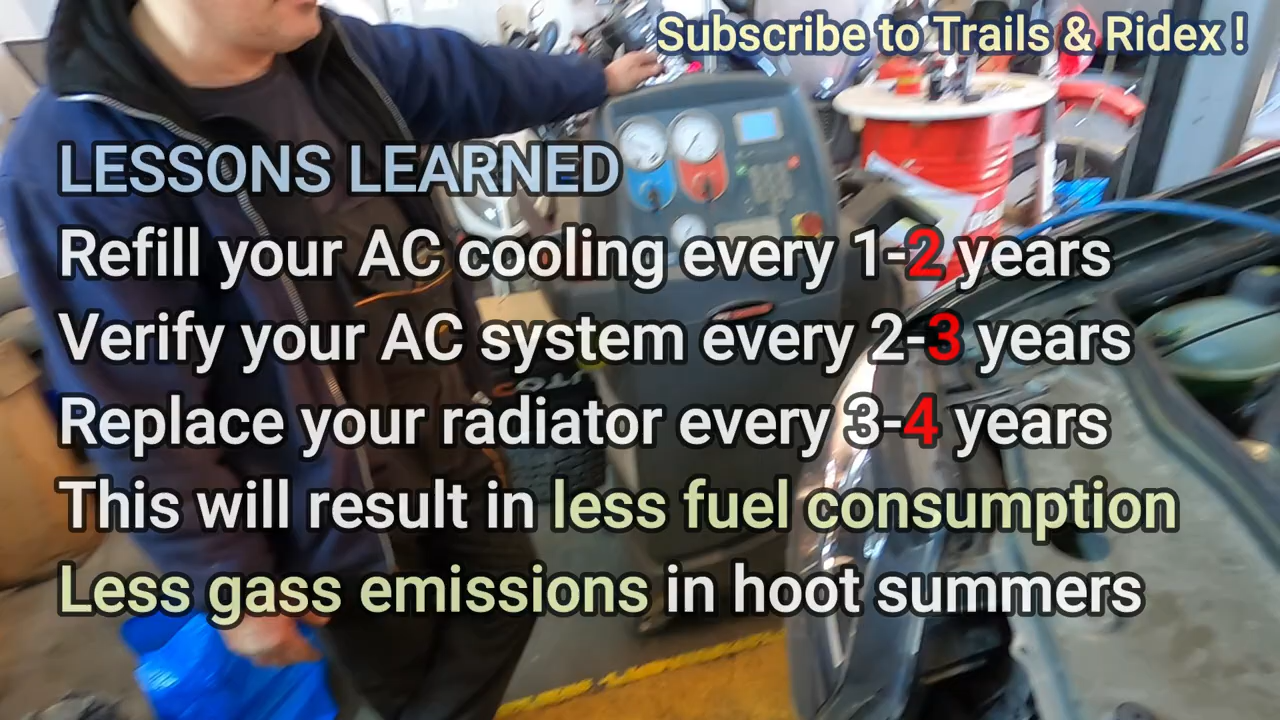 Subscribe to Trails & Ridex !
LESSONS LEARNED
Refill your AC cooling every 1-2 years
Verify your AC system every 2-3 years
Replace your radiator every 3-4 years
This will result in less fuel consumption
Less gass emissions in hoot summers